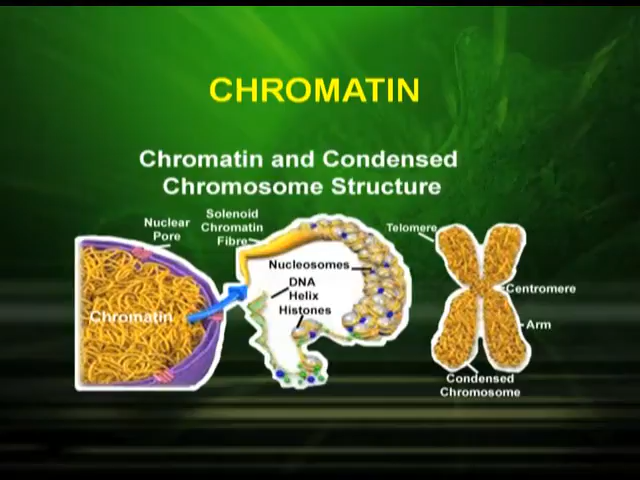 CHROMATIN
Chromatin and Condensed
Chromosome Structure
Nuclear
Pore
Solenoid
Chromatin
Fibre
Telomere
Nucleosomes
DNA
Helix
Histones
Chromatin
Centromere
Arm
Condensed
Chromosome